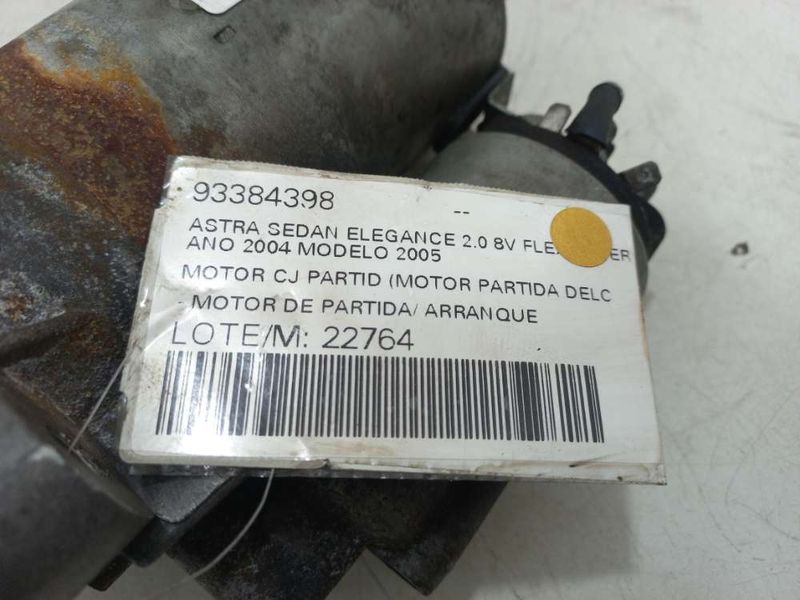 93384398 --
ASTRA SEDAN ELEGANCE 2.0 8V
ANO 2004 MODELO 2005
MOTOR CJ PARTID (MOTOR PARTIDA DELC
- MOTOR DE PARTIDA/ ARRANQUE
LOTE/M: 22764